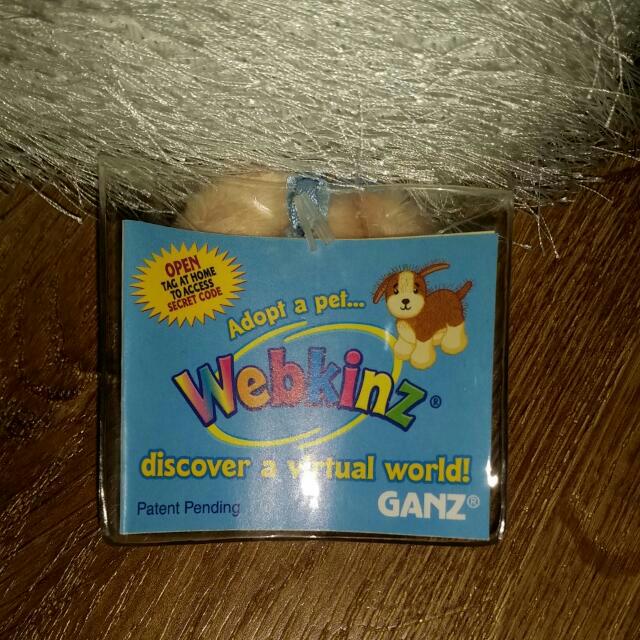 OPEN
TAG AT HOME
TO ACCESS
SECRET CODE
Adopt a pet...
Webkinz®
discover a virtual world!
Patent Pending
GANZ®